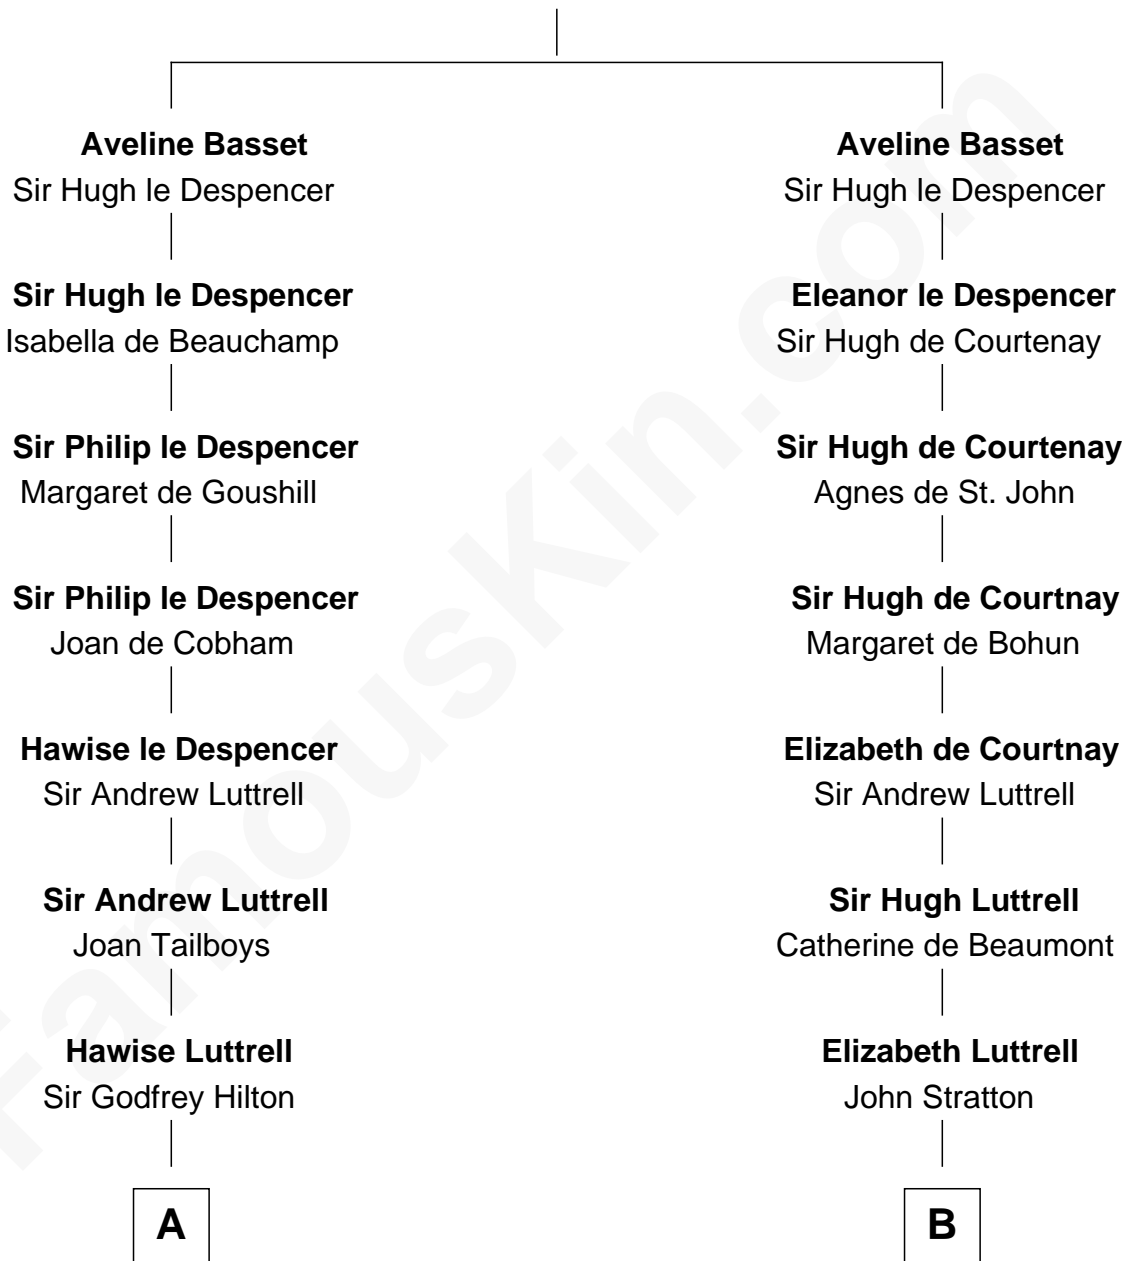 Aveline Basset
Sir Hugh le Despencer
Sir Hugh le Despencer
Isabella de Beauchamp
Sir Philip le Despencer
Margaret de Goushill
Sir Philip le Despencer
Joan de Cobham
Hawise le Despencer
Sir Andrew Luttrell
Sir Andrew Luttrell
Joan Tailboys
Hawise Luttrell
Sir Godfrey Hilton
A
Aveline Basset
Sir Hugh le Despencer
Eleanor le Despencer
Sir Hugh de Courtenay
Sir Hugh de Courtenay
Agnes de St. John
Sir Hugh de Courtnay
Margaret de Bohun
Elizabeth de Courtnay
Sir Andrew Luttrell
Sir Hugh Luttrell
Catherine de Beaumont
Elizabeth Luttrell
John Stratton
B
FamousKin.com